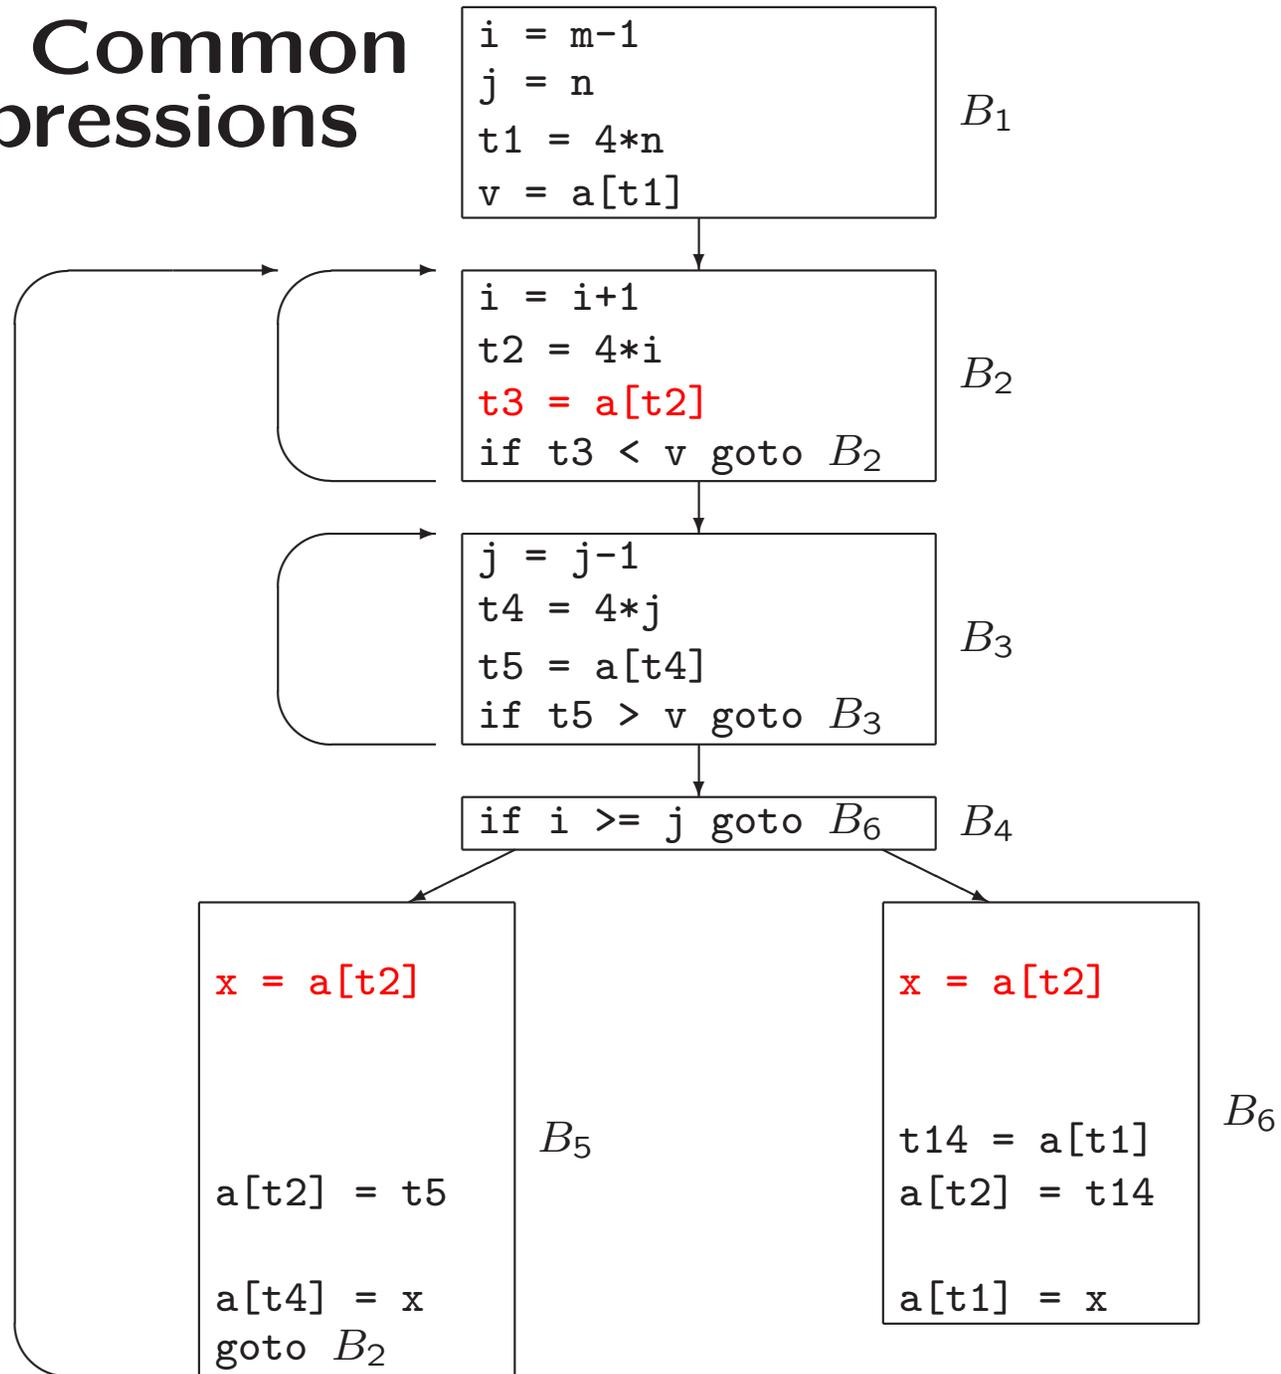 Common
pressions
i = m-1
j = n
t1 = 4*n
v = a[t1]
B1
i = i+1
t2 = 4*i
t3 = a[t2]
if t3 < v goto B2
B2
j = j-1
t4 = 4*j
t5 = a[t4]
if t5 > v goto B3
B3
if i >= j goto B6
B4
x = a[t2]
a[t2] = t5
a[t4] = x
goto B2
B5
x = a[t2]
t14 = a[t1]
a[t2] = t14
a[t1] = x
B6